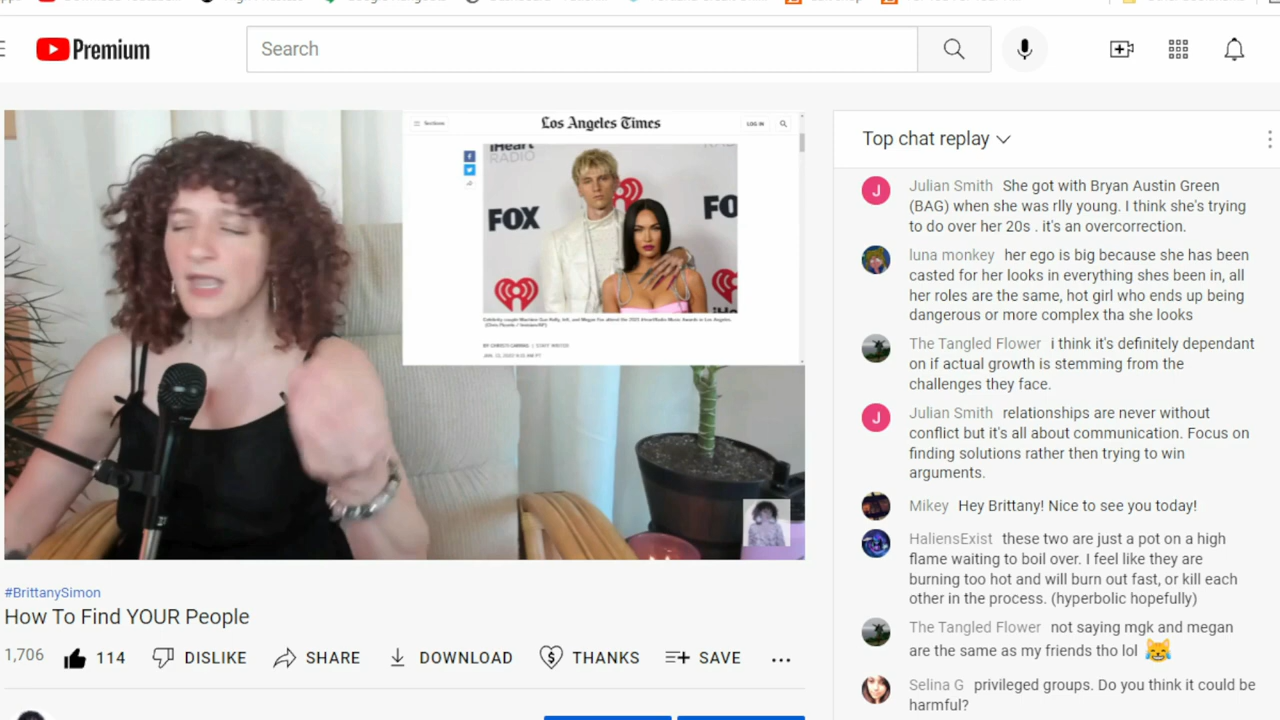 Premium
Search
Sections
Los Angeles Times
LOG IN
iHeart
RADIO
FOX
FO
Top chat replay
J
Julian Smith She got with Bryan Austin Green
(BAG) when she was rlly young. I think she's trying
to do over her 20s . it's an overcorrection.
luna monkey her ego is big because she has been
casted for her looks in everything she been in, all
her roles are the same, hot girl who ends up being
dangerous or more complex tha she looks
The Tangled Flower i think it's definitely dependant
on if actual growth is stemming from the
challenges they face.
J
Julian Smith relationships are never without
conflict but it's all about communication. Focus on
finding solutions rather then trying to win
arguments.
Mikey Hey Brittany! Nice to see you today!
HaliensExist these two are just a pot on a high
flame waiting to boil over. I feel like they are
burning too hot and will burn out fast, or kill each
other in the process. (hyperbolic hopefully)
The Tangled Flower not saying mgk and megan
are the same as my friends tho lol 😹
Selina G privileged groups. Do you think it could be
harmful?
#BrittanySimon
How To Find YOUR People
1,706 114 DISLIKE SHARE DOWNLOAD THANKS SAVE ...